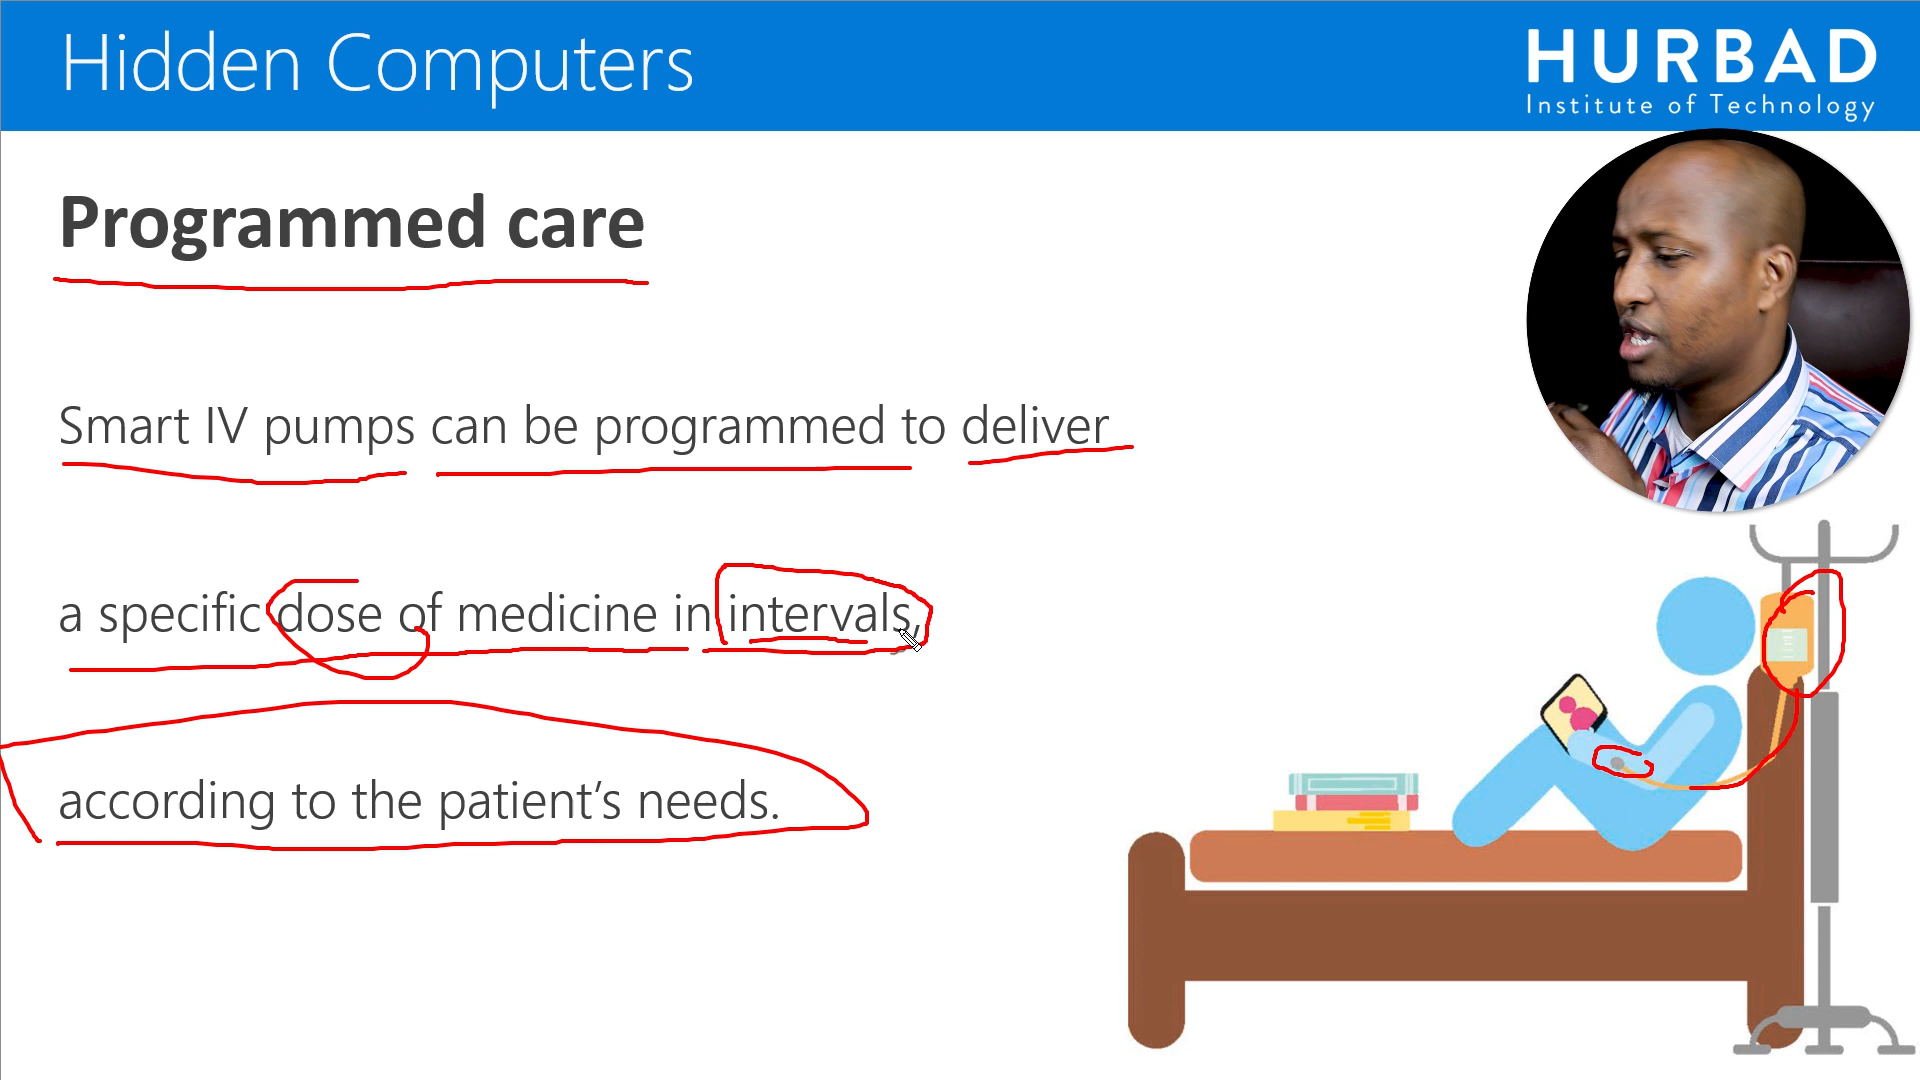 Hidden Computers
HURBAD
Institute of Technology
Programmed care
Smart IV pumps can be programmed to deliver
a specific dose of medicine in intervals,
according to the patient’s needs.